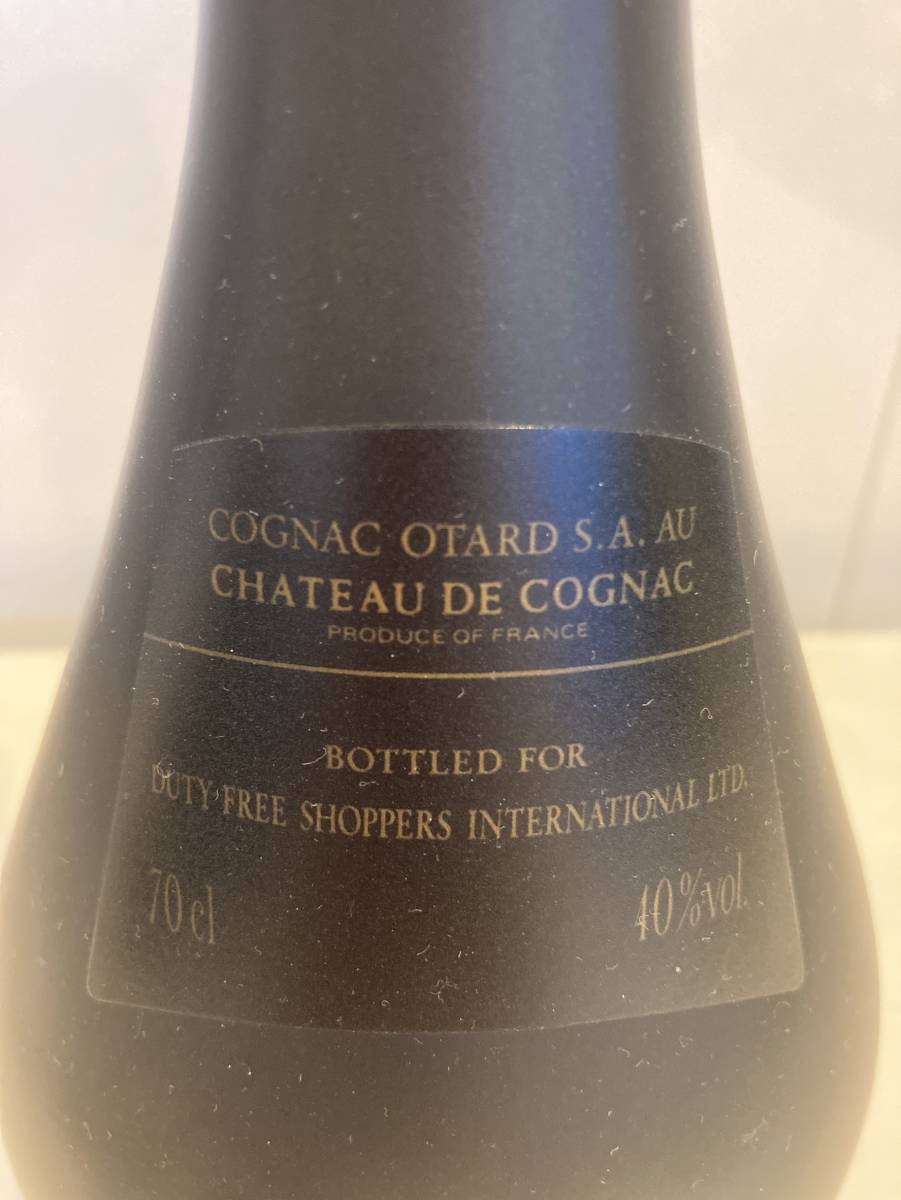 COGNAC OTARD S.A. AU
CHATEAU DE COGNAC
PRODUCE OF FRANCE
BOTTLED FOR
DUTY FREE SHOPPERS INTERNATIONAL LTD.
70 cl
40%vol.